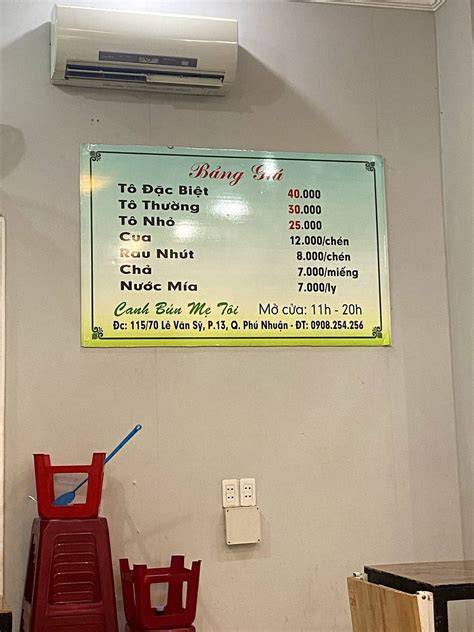 Bảng Giá
Tô Đặc Biệt 40.000
Tô Thường 30.000
Tô Nhỏ 25.000
Cua 12.000/chén
Rau Nhút 8.000/chén
Chả 7.000/miếng
Nước Mía 7.000/ly
Canh Bún Mẹ Tôi Mở cửa: 11h - 20h
Đc: 115/70 Lê Văn Sỹ, P.13, Q. Phú Nhuận - ĐT: 0908.254.256